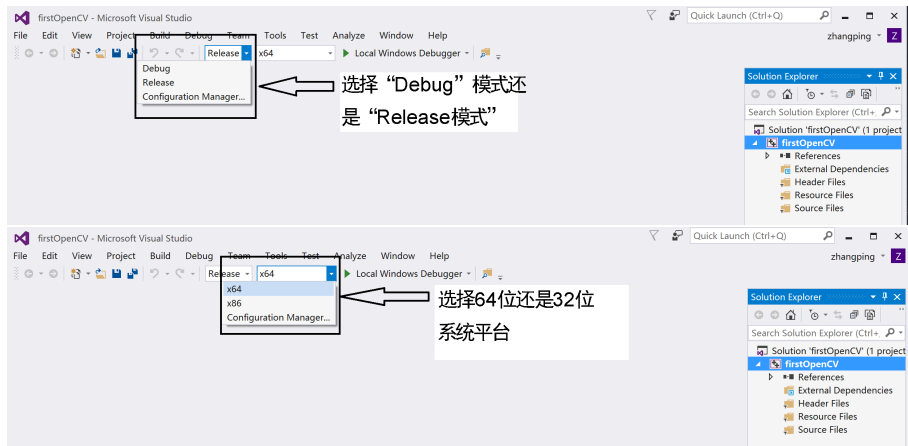 firstOpenCV - Microsoft Visual Studio
Quick Launch (Ctrl+Q)
File Edit View Project Build Debug Team Tools Test Analyze Window Help
zhangping Z
Release x64 Local Windows Debugger
Debug
Release
Configuration Manager...
选择“Debug”模式还
是“Release模式”
Solution Explorer
Search Solution Explorer (Ctrl+;
Solution 'firstOpenCV' (1 project
firstOpenCV
References
External Dependencies
Header Files
Resource Files
Source Files
firstOpenCV - Microsoft Visual Studio
Quick Launch (Ctrl+Q)
File Edit View Project Build Debug Team Tools Test Analyze Window Help
zhangping Z
Release x64 Local Windows Debugger
x64
x86
Configuration Manager...
选择64位还是32位
系统平台
Solution Explorer
Search Solution Explorer (Ctrl+;
Solution 'firstOpenCV' (1 project
firstOpenCV
References
External Dependencies
Header Files
Resource Files
Source Files